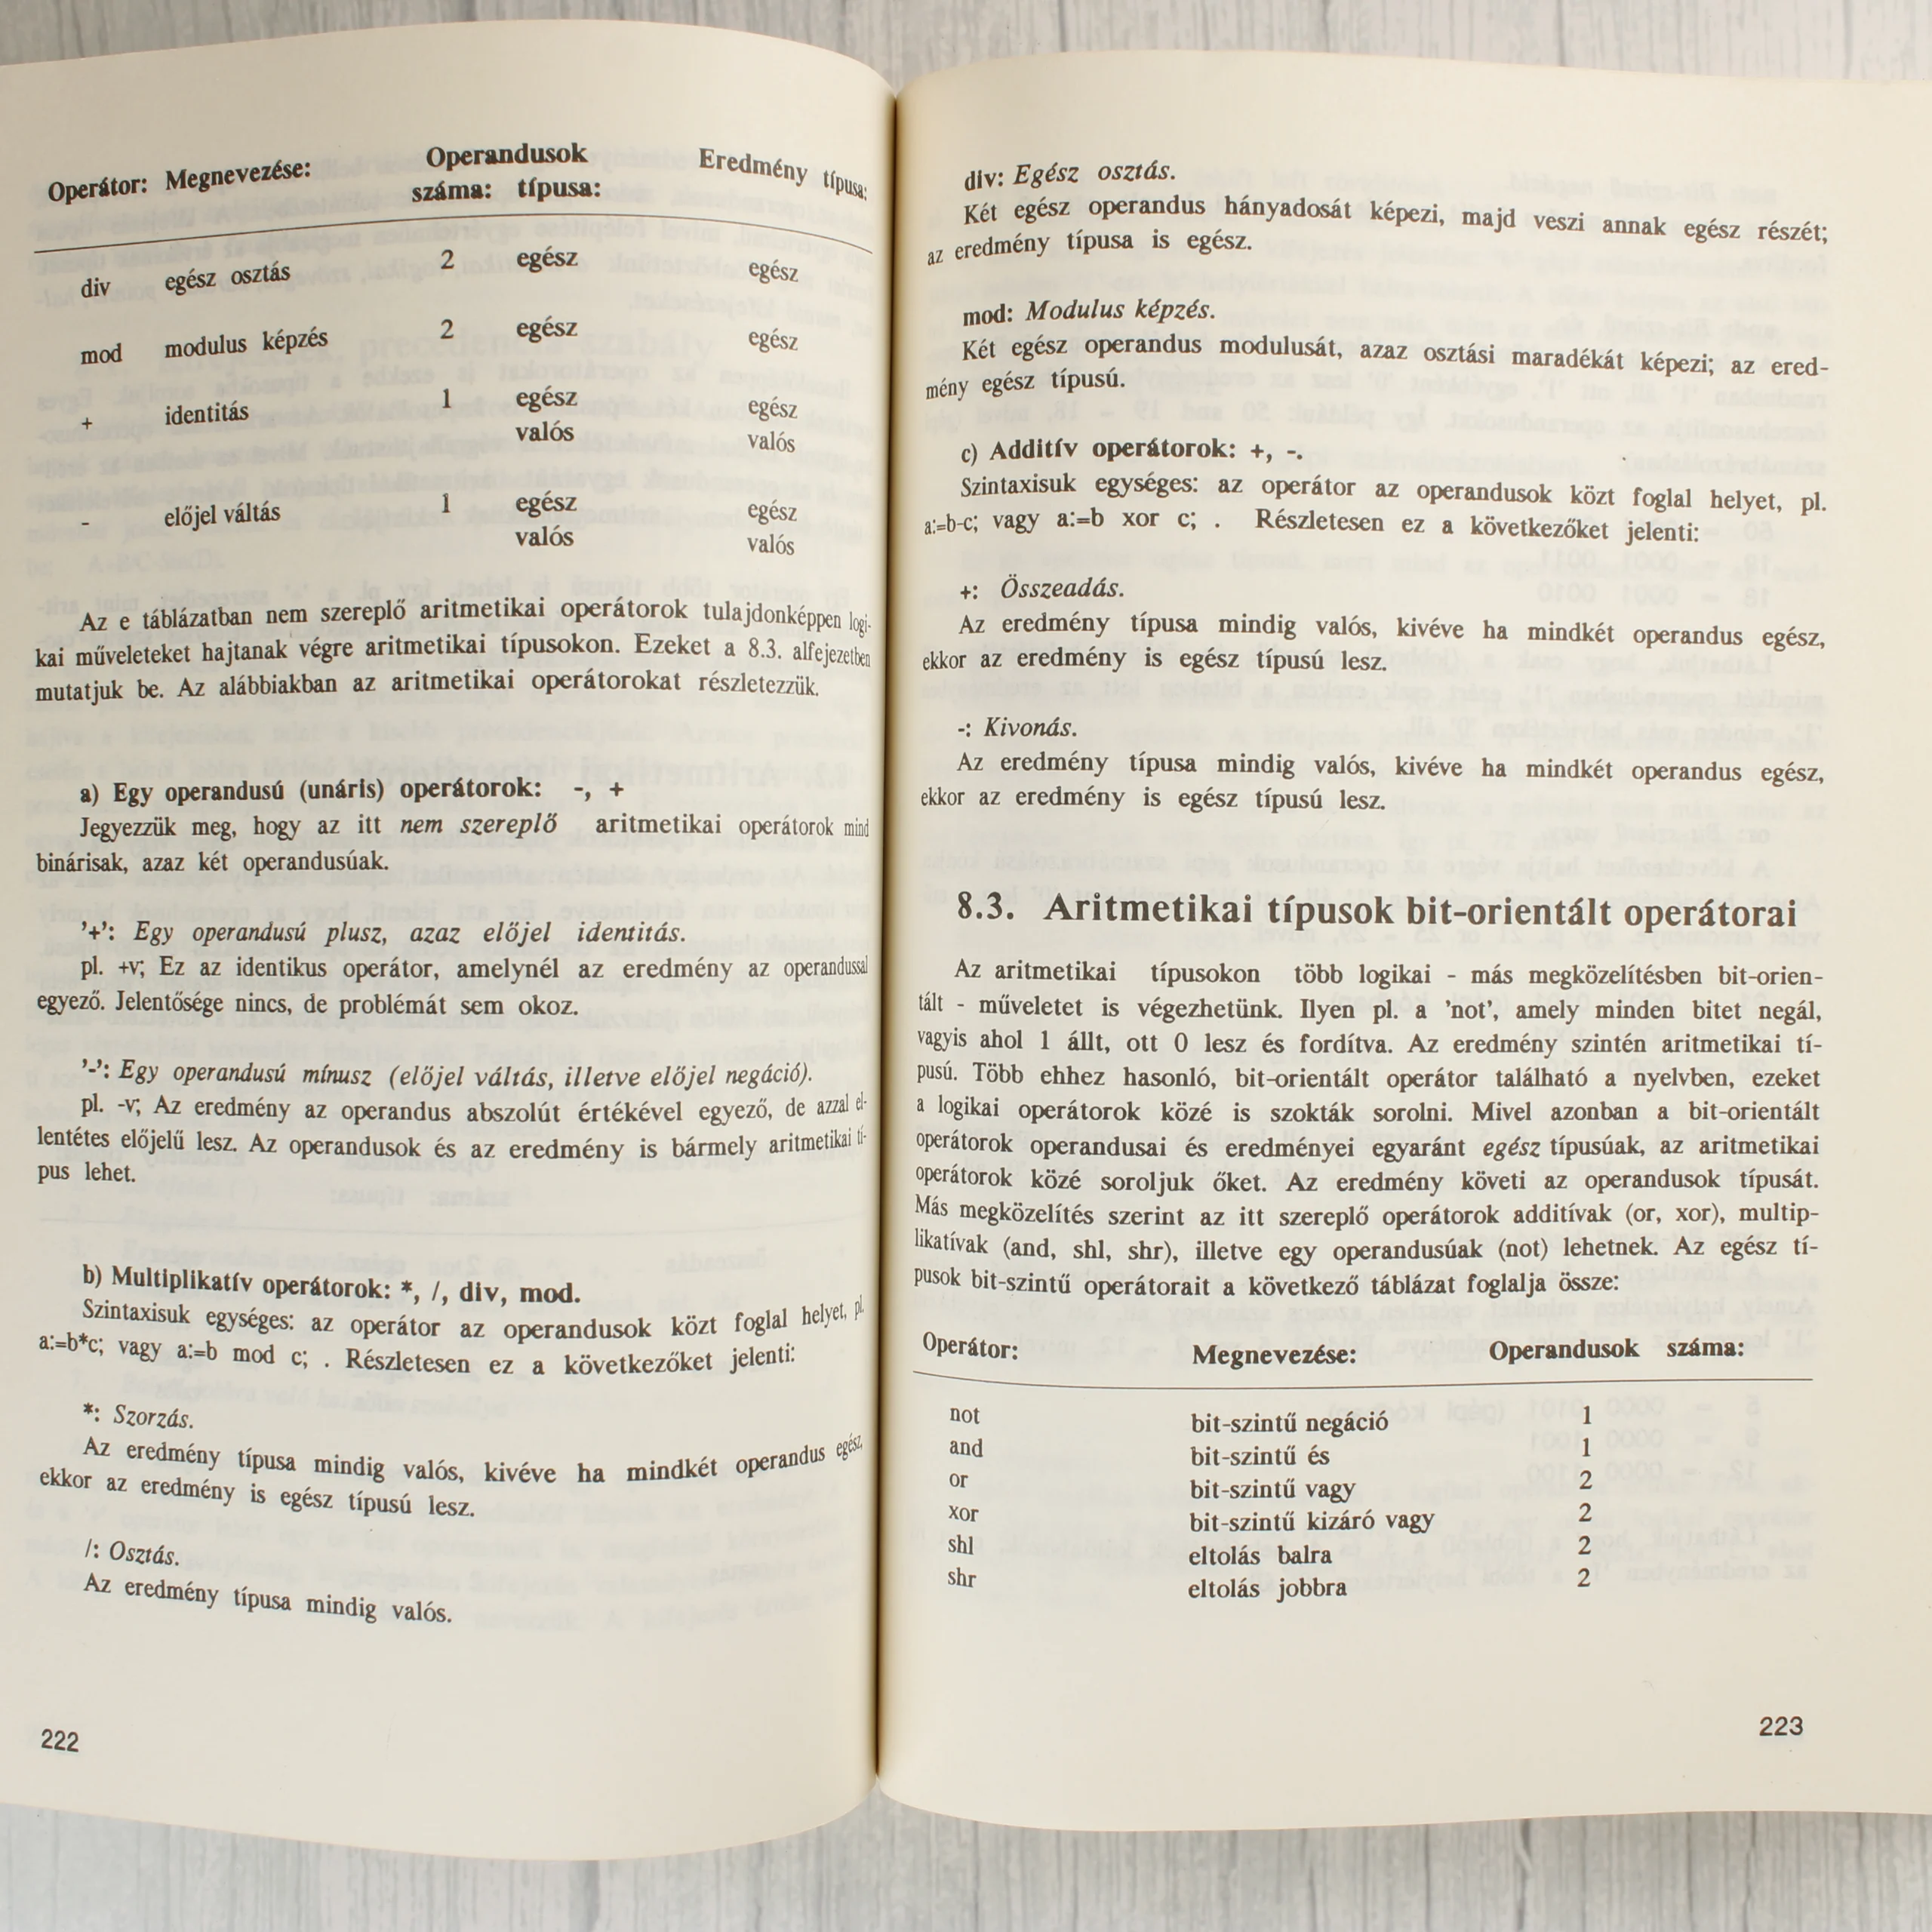 Operátor: Megnevezése: Operandusok Eredmény típusa:
száma: típusa:
div egész osztás 2 egész egész
mod modulus képzés 2 egész egész
+ identitás 1 egész egész
valós valós
- előjel váltás 1 egész egész
valós valós
Az e táblázatban nem szereplő aritmetikai operátorok tulajdonképpen logi-
kai műveleteket hajtanak végre aritmetikai típusokon. Ezeket a 8.3. alfejezetben
mutatjuk be. Az alábbiakban az aritmetikai operátorokat részletezzük.
a) Egy operandusú (unáris) operátorok: -, +
Jegyezzük meg, hogy az itt nem szereplő aritmetikai operátorok mind
binárisak, azaz két operandusúak.
'+': Egy operandusú plusz, azaz előjel identitás.
pl. +v; Ez az identikus operátor, amelynél az eredmény az operandussal
egyező. Jelentősége nincs, de problémát sem okoz.
'-': Egy operandusú mínusz (előjel váltás, illetve előjel negáció).
pl. -v; Az eredmény az operandus abszolút értékével egyező, de azzal el-
lentétes előjelű lesz. Az operandusok és az eredmény is bármely aritmetikai tí-
pus lehet.
b) Multiplikatív operátorok: *, /, div, mod.
Szintaxisuk egységes: az operátor az operandusok közt foglal helyet, pl.
a:=b*c; vagy a:=b mod c; . Részletesen ez a következőket jelenti:
*: Szorzás.
Az eredmény típusa mindig valós, kivéve ha mindkét operandus egész,
ekkor az eredmény is egész típusú lesz.
/: Osztás.
Az eredmény típusa mindig valós.
222
div: Egész osztás.
Két egész operandus hányadosát képezi, majd veszi annak egész részét;
az eredmény típusa is egész.
mod: Modulus képzés.
Két egész operandus modulusát, azaz osztási maradékát képezi; az ered-
mény egész típusú.
c) Additív operátorok: +, -.
Szintaxisuk egységes: az operátor az operandusok közt foglal helyet, pl.
a:=b-c; vagy a:=b xor c; . Részletesen ez a következőket jelenti:
+: Összeadás.
Az eredmény típusa mindig valós, kivéve ha mindkét operandus egész,
ekkor az eredmény is egész típusú lesz.
-: Kivonás.
Az eredmény típusa mindig valós, kivéve ha mindkét operandus egész,
ekkor az eredmény is egész típusú lesz.
8.3. Aritmetikai típusok bit-orientált operátorai
Az aritmetikai típusokon több logikai - más megközelítésben bit-orien-
tált - műveletet is végezhetünk. Ilyen pl. a 'not', amely minden bitet negál,
vagyis ahol 1 állt, ott 0 lesz és fordítva. Az eredmény szintén aritmetikai tí-
pusú. Több ehhez hasonló, bit-orientált operátor található a nyelvben, ezeket
a logikai operátorok közé is szokták sorolni. Mivel azonban a bit-orientált
operátorok operandusai és eredményei egyaránt egész típusúak, az aritmetikai
operátorok közé soroljuk őket. Az eredmény követi az operandusok típusát.
Más megközelítés szerint az itt szereplő operátorok additívak (or, xor), multip-
likatívak (and, shl, shr), illetve egy operandusúak (not) lehetnek. Az egész tí-
pusok bit-szintű operátorait a következő táblázat foglalja össze:
Operátor: Megnevezése: Operandusok száma:
not bit-szintű negáció 1
and bit-szintű és 1
or bit-szintű vagy 2
xor bit-szintű kizáró vagy 2
shl eltolás balra 2
shr eltolás jobbra 2
223